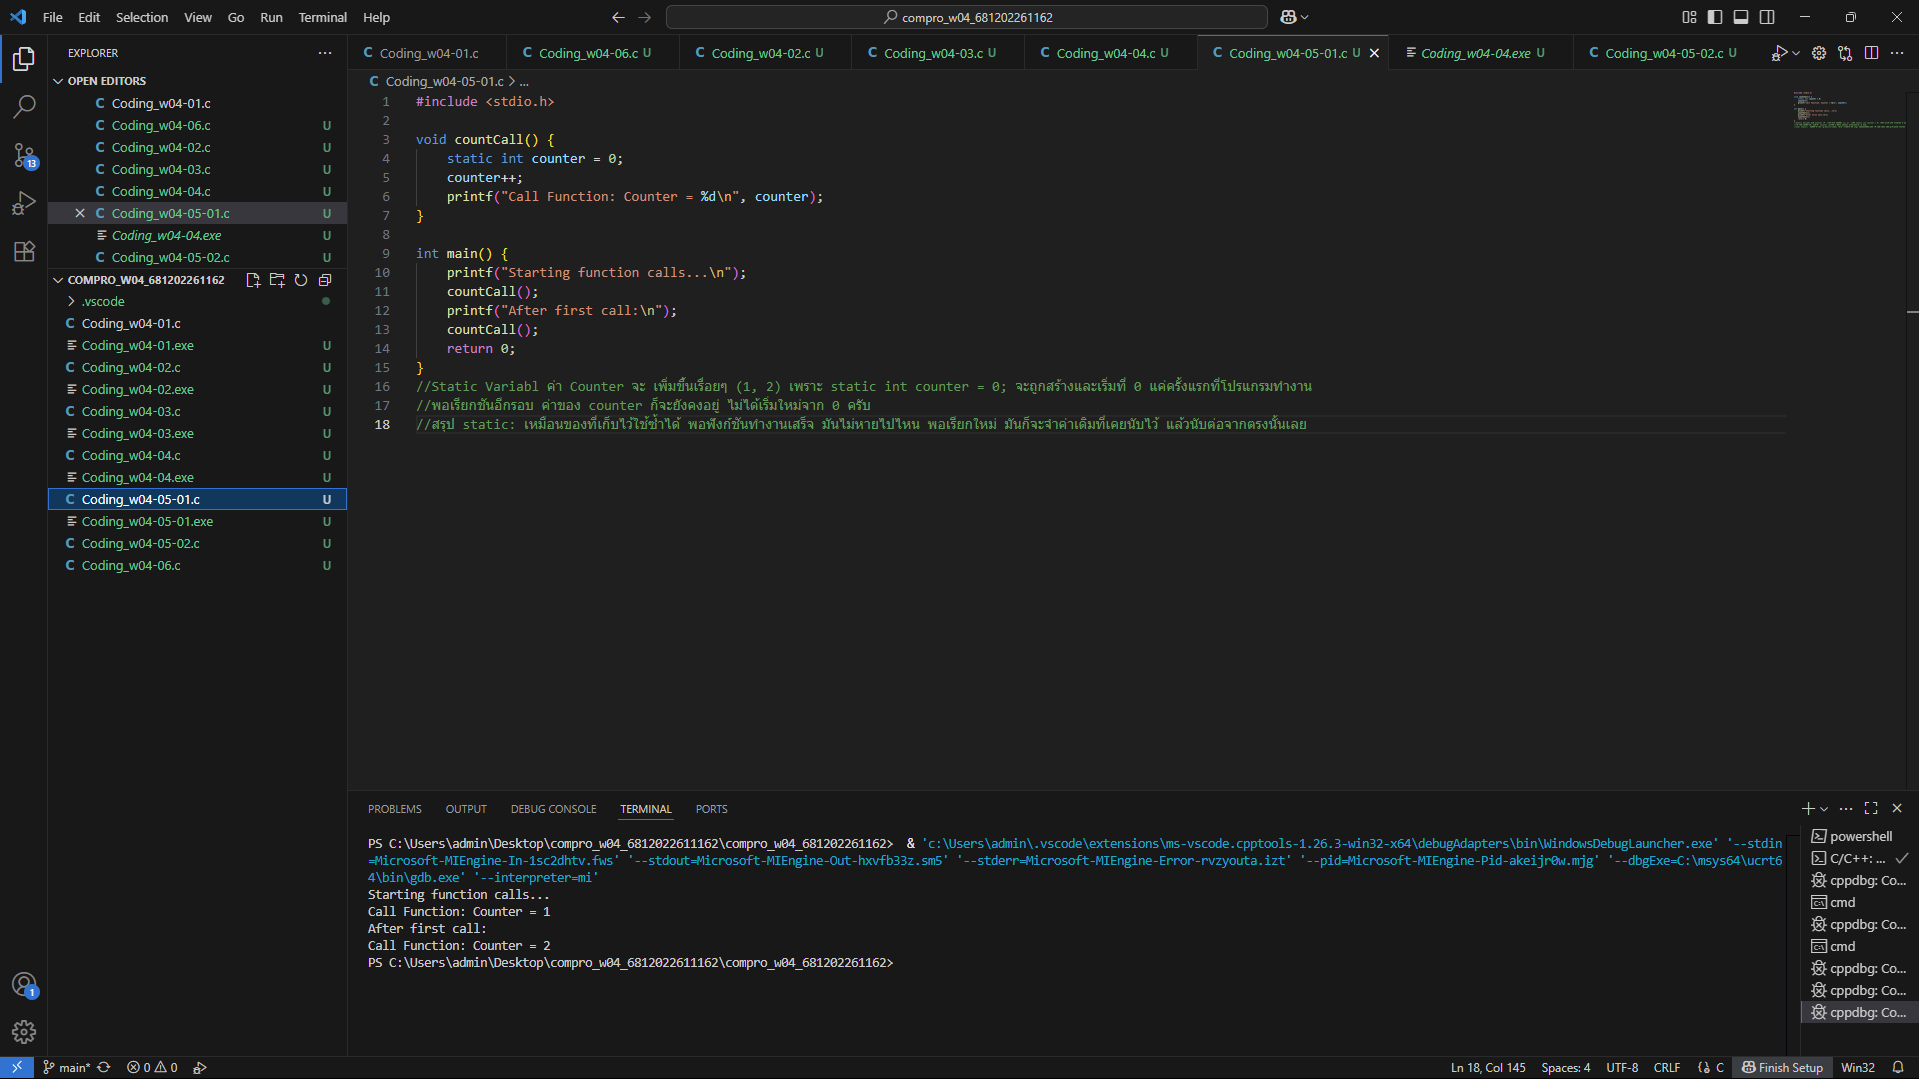 File Edit Selection View Go Run Terminal Help
compro_w04_681202261162
EXPLORER
OPEN EDITORS
Coding_w04-01.c
Coding_w04-06.c U
Coding_w04-02.c U
Coding_w04-03.c U
Coding_w04-04.c U
Coding_w04-05-01.c U
Coding_w04-04.exe U
Coding_w04-05-02.c U
COMPRO_W04_681202261162
.vscode
Coding_w04-01.c
Coding_w04-01.exe U
Coding_w04-02.c U
Coding_w04-02.exe U
Coding_w04-03.c U
Coding_w04-03.exe U
Coding_w04-04.c U
Coding_w04-04.exe U
Coding_w04-05-01.c U
Coding_w04-05-01.exe U
Coding_w04-05-02.c U
Coding_w04-06.c U
13
1
Coding_w04-01.c Coding_w04-06.c U Coding_w04-02.c U Coding_w04-03.c U Coding_w04-04.c U Coding_w04-05-01.c U Coding_w04-04.exe U Coding_w04-05-02.c U
Coding_w04-05-01.c > ...
1 #include <stdio.h>
2
3 void countCall() {
4 static int counter = 0;
5 counter++;
6 printf("Call Function: Counter = %d\n", counter);
7 }
8
9 int main() {
10 printf("Starting function calls...\n");
11 countCall();
12 printf("After first call:\n");
13 countCall();
14 return 0;
15 }
16 //Static Variabl ค่า Counter จะ เพิ่มขึ้นเรื่อยๆ (1, 2) เพราะ static int counter = 0; จะถูกสร้างและเริ่มที่ 0 แค่ครั้งแรกที่โปรแกรมทำงาน
17 //พอเรียกชันอีกรอบ ค่าของ counter ก็จะยังคงอยู่ ไม่ได้เริ่มใหม่จาก 0 ครับ
18 //สรุป static: เหมือนของที่เก็บไว้ใช้ซ้ำได้ พอฟังก์ชันทำงานเสร็จ มันไม่หายไปไหน พอเรียกใหม่ มันก็จะจำค่าเดิมที่เคยนับไว้ แล้วนับต่อจากตรงนั้นเลย
PROBLEMS OUTPUT DEBUG CONSOLE TERMINAL PORTS
PS C:\Users\admin\Desktop\compro_w04_6812022611162\compro_w04_681202261162> & 'c:\Users\admin\.vscode\extensions\ms-vscode.cpptools-1.26.3-win32-x64\debugAdapters\bin\WindowsDebugLauncher.exe' '--stdin
=Microsoft-MIEngine-In-1sc2dhtv.fws' '--stdout=Microsoft-MIEngine-Out-hxvfb33z.sm5' '--stderr=Microsoft-MIEngine-Error-rvzyouta.izt' '--pid=Microsoft-MIEngine-Pid-akeijr0w.mjg' '--dbgExe=C:\msys64\ucrt6
4\bin\gdb.exe' '--interpreter=mi'
Starting function calls...
Call Function: Counter = 1
After first call:
Call Function: Counter = 2
PS C:\Users\admin\Desktop\compro_w04_6812022611162\compro_w04_681202261162>
powershell
C/C++: ...
cppdbg: Co...
cmd
cppdbg: Co...
cmd
cppdbg: Co...
cppdbg: Co...
cppdbg: Co...
main* 0 0
Ln 18, Col 145 Spaces: 4 UTF-8 CRLF C Finish Setup Win32